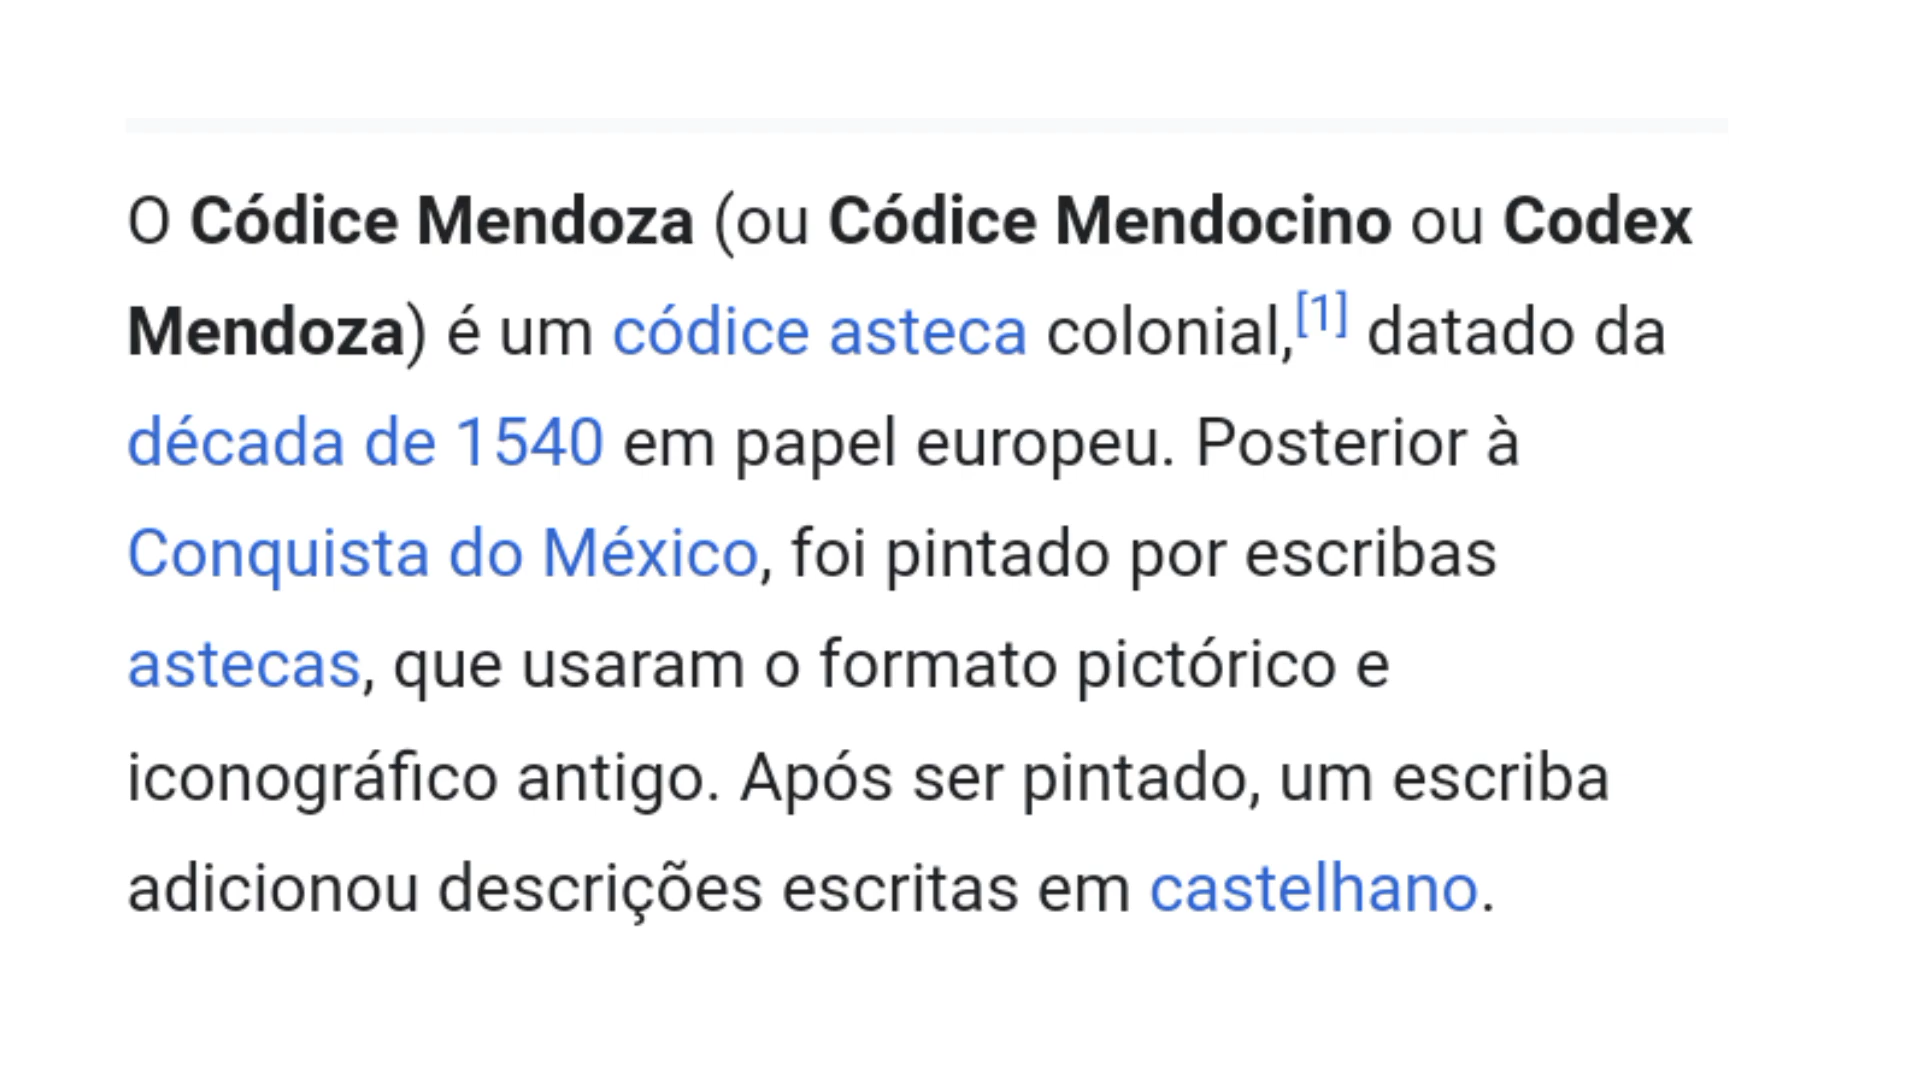 O Códice Mendoza (ou Códice Mendocino ou Codex
Mendoza) é um códice asteca colonial,[1] datado da
década de 1540 em papel europeu. Posterior à
Conquista do México, foi pintado por escribas
astecas, que usaram o formato pictórico e
iconográfico antigo. Após ser pintado, um escriba
adicionou descrições escritas em castelhano.